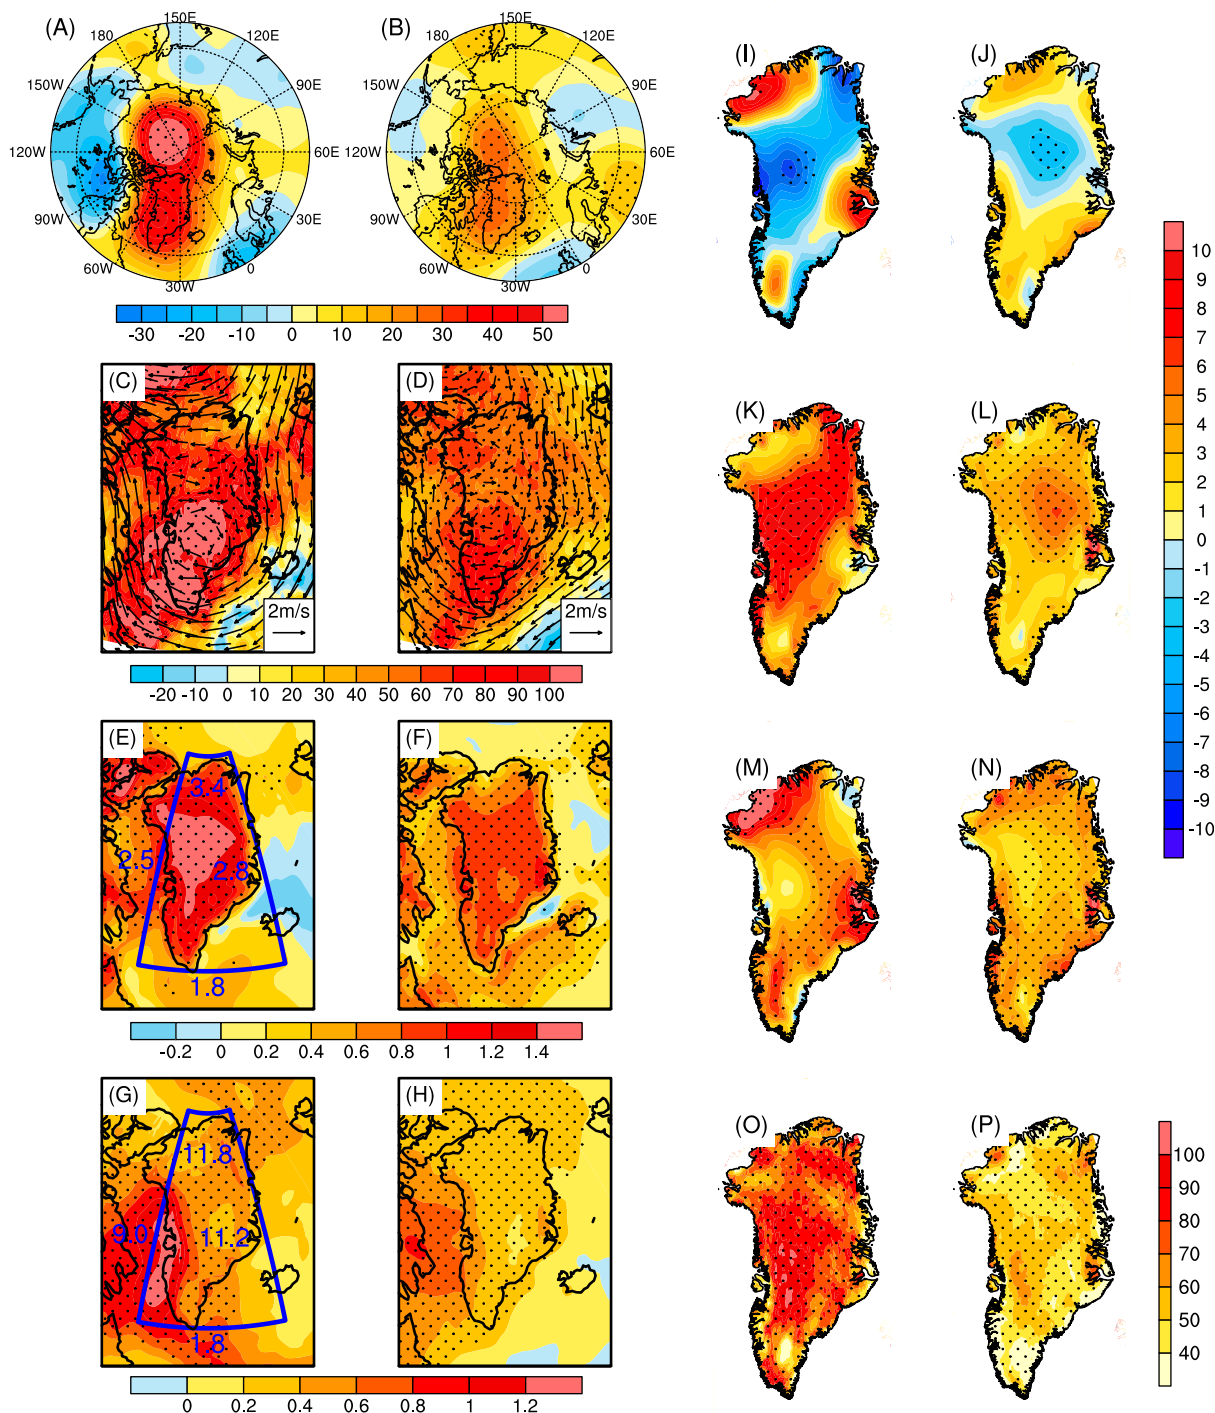 (A)
150E
180
120E
150W
90E
120W
60E
90W
30E
60W
0
30W
(B)
150E
180
120E
150W
90E
120W
60E
90W
30E
60W
0
30W
-30 -20 -10 0 10 20 30 40 50
(C)
2m/s
(D)
2m/s
-20 -10 0 10 20 30 40 50 60 70 80 90 100
(E)
3.4
2.5
2.8
1.8
(F)
-0.2 0 0.2 0.4 0.6 0.8 1 1.2 1.4
(G)
11.8
9.0
11.2
1.8
(H)
0 0.2 0.4 0.6 0.8 1 1.2
(I)
(J)
(K)
(L)
(M)
(N)
10
9
8
7
6
5
4
3
2
1
0
-1
-2
-3
-4
-5
-6
-7
-8
-9
-10
(O)
(P)
100
90
80
70
60
50
40